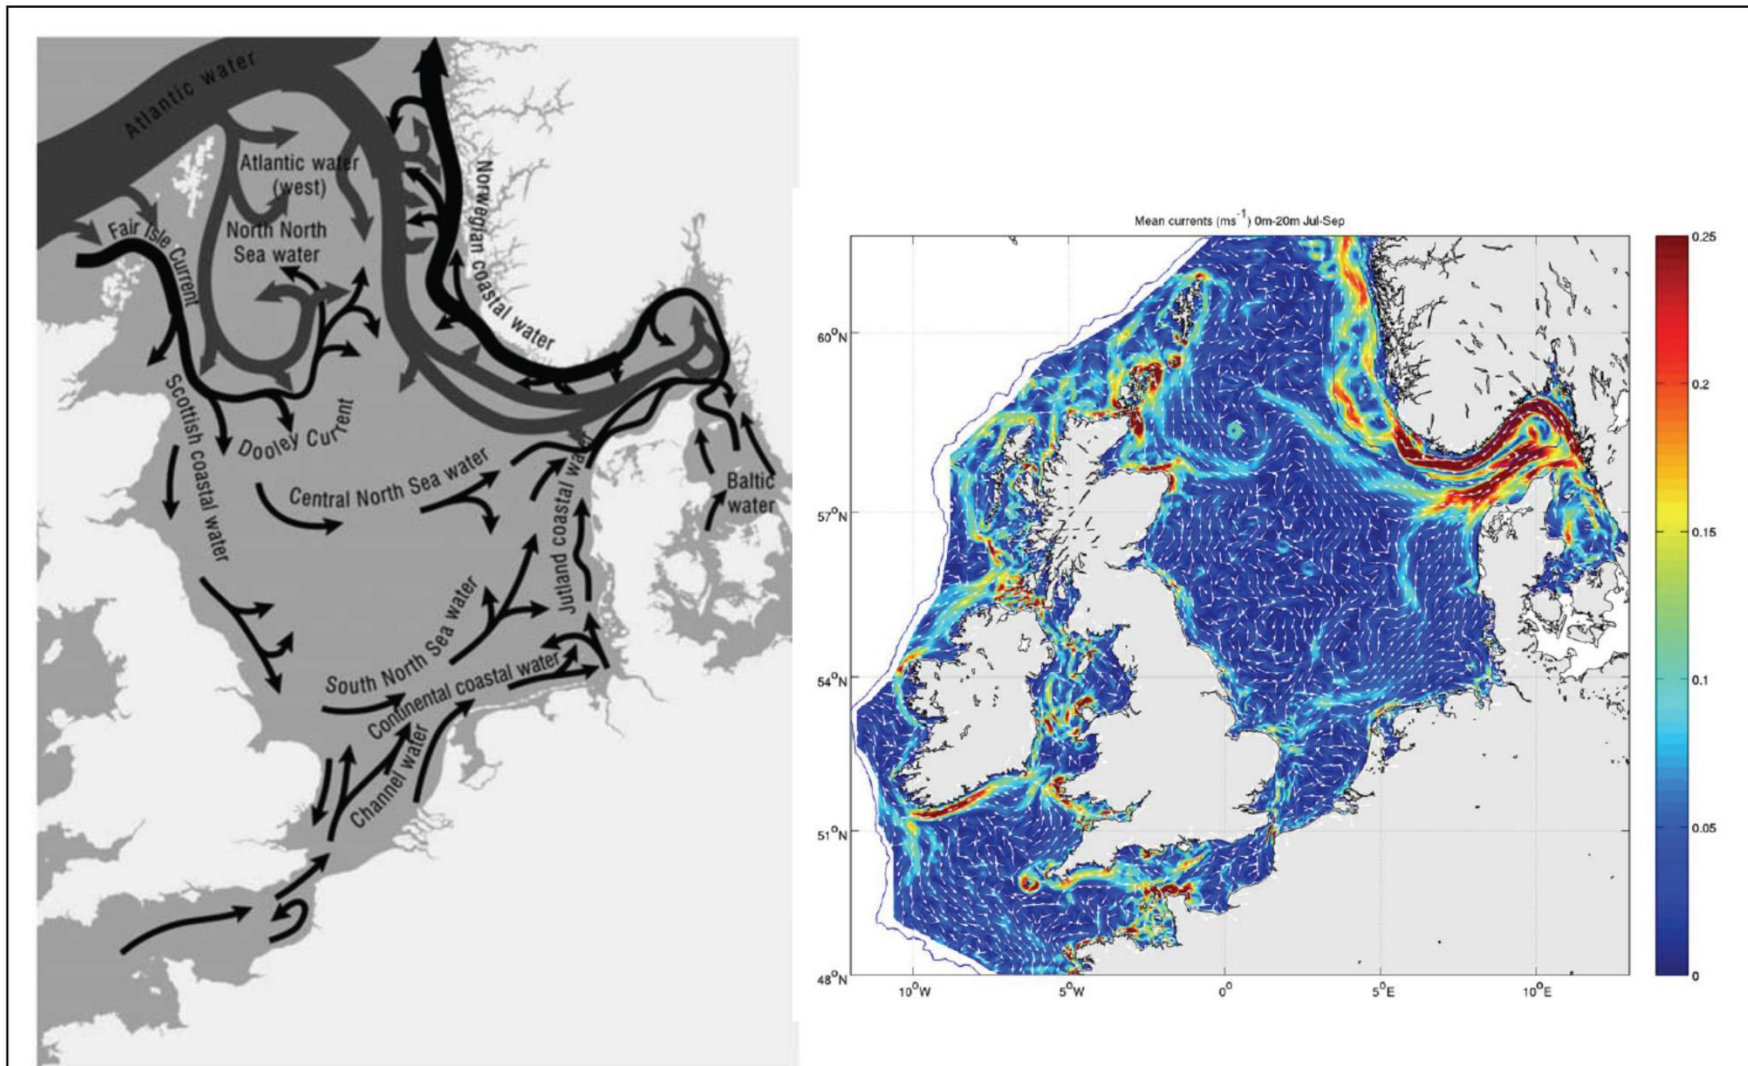 Atlantic water
Atlantic water
(west)
North North
Sea water
Fair Isle Current
Norwegian coastal water
Scottish coastal water
Dooley Current
Central North Sea water
Baltic
water
Jutland coastal water
South North Sea water
Continental coastal water
Channel water
Mean currents (ms⁻¹) 0m-20m Jul-Sep
60°N
57°N
54°N
51°N
48°N
10°W
5°W
0°
5°E
10°E
0.25
0.2
0.15
0.1
0.05
0